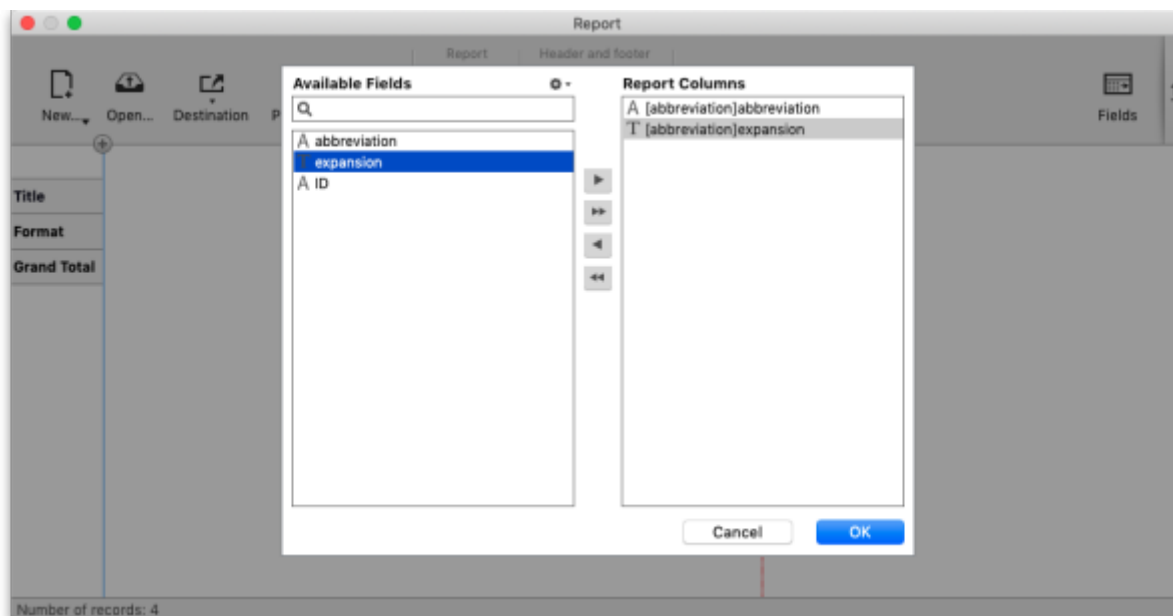 Report
Report
Header and footer
New...
Open...
Destination
P
Fields
Title
Format
Grand Total
Available Fields
A abbreviation
T expansion
A ID
Report Columns
A [abbreviation]abbreviation
T [abbreviation]expansion
Cancel
OK
Number of records: 4